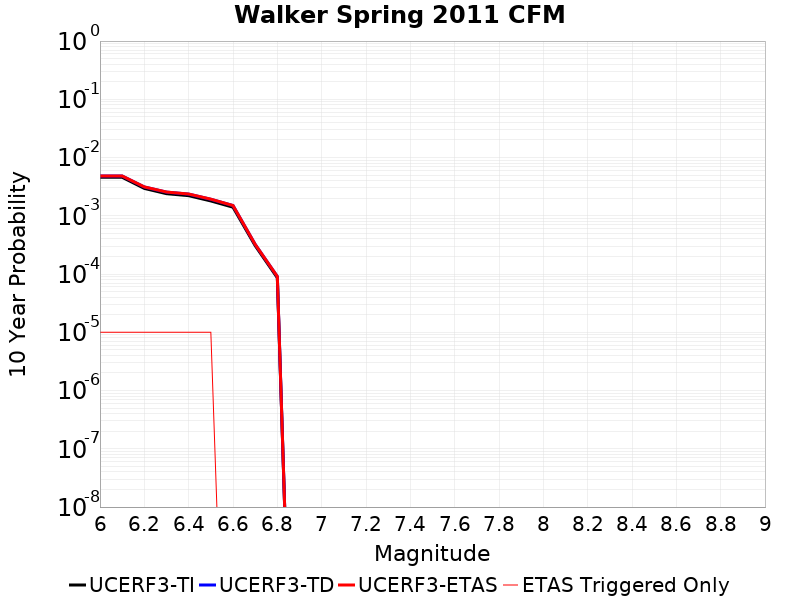 Walker Spring 2011 CFM
10 Year Probability
10^0
10^-1
10^-2
10^-3
10^-4
10^-5
10^-6
10^-7
10^-8
6 6.2 6.4 6.6 6.8 7 7.2 7.4 7.6 7.8 8 8.2 8.4 8.6 8.8 9
Magnitude
UCERF3-TI UCERF3-TD UCERF3-ETAS ETAS Triggered Only